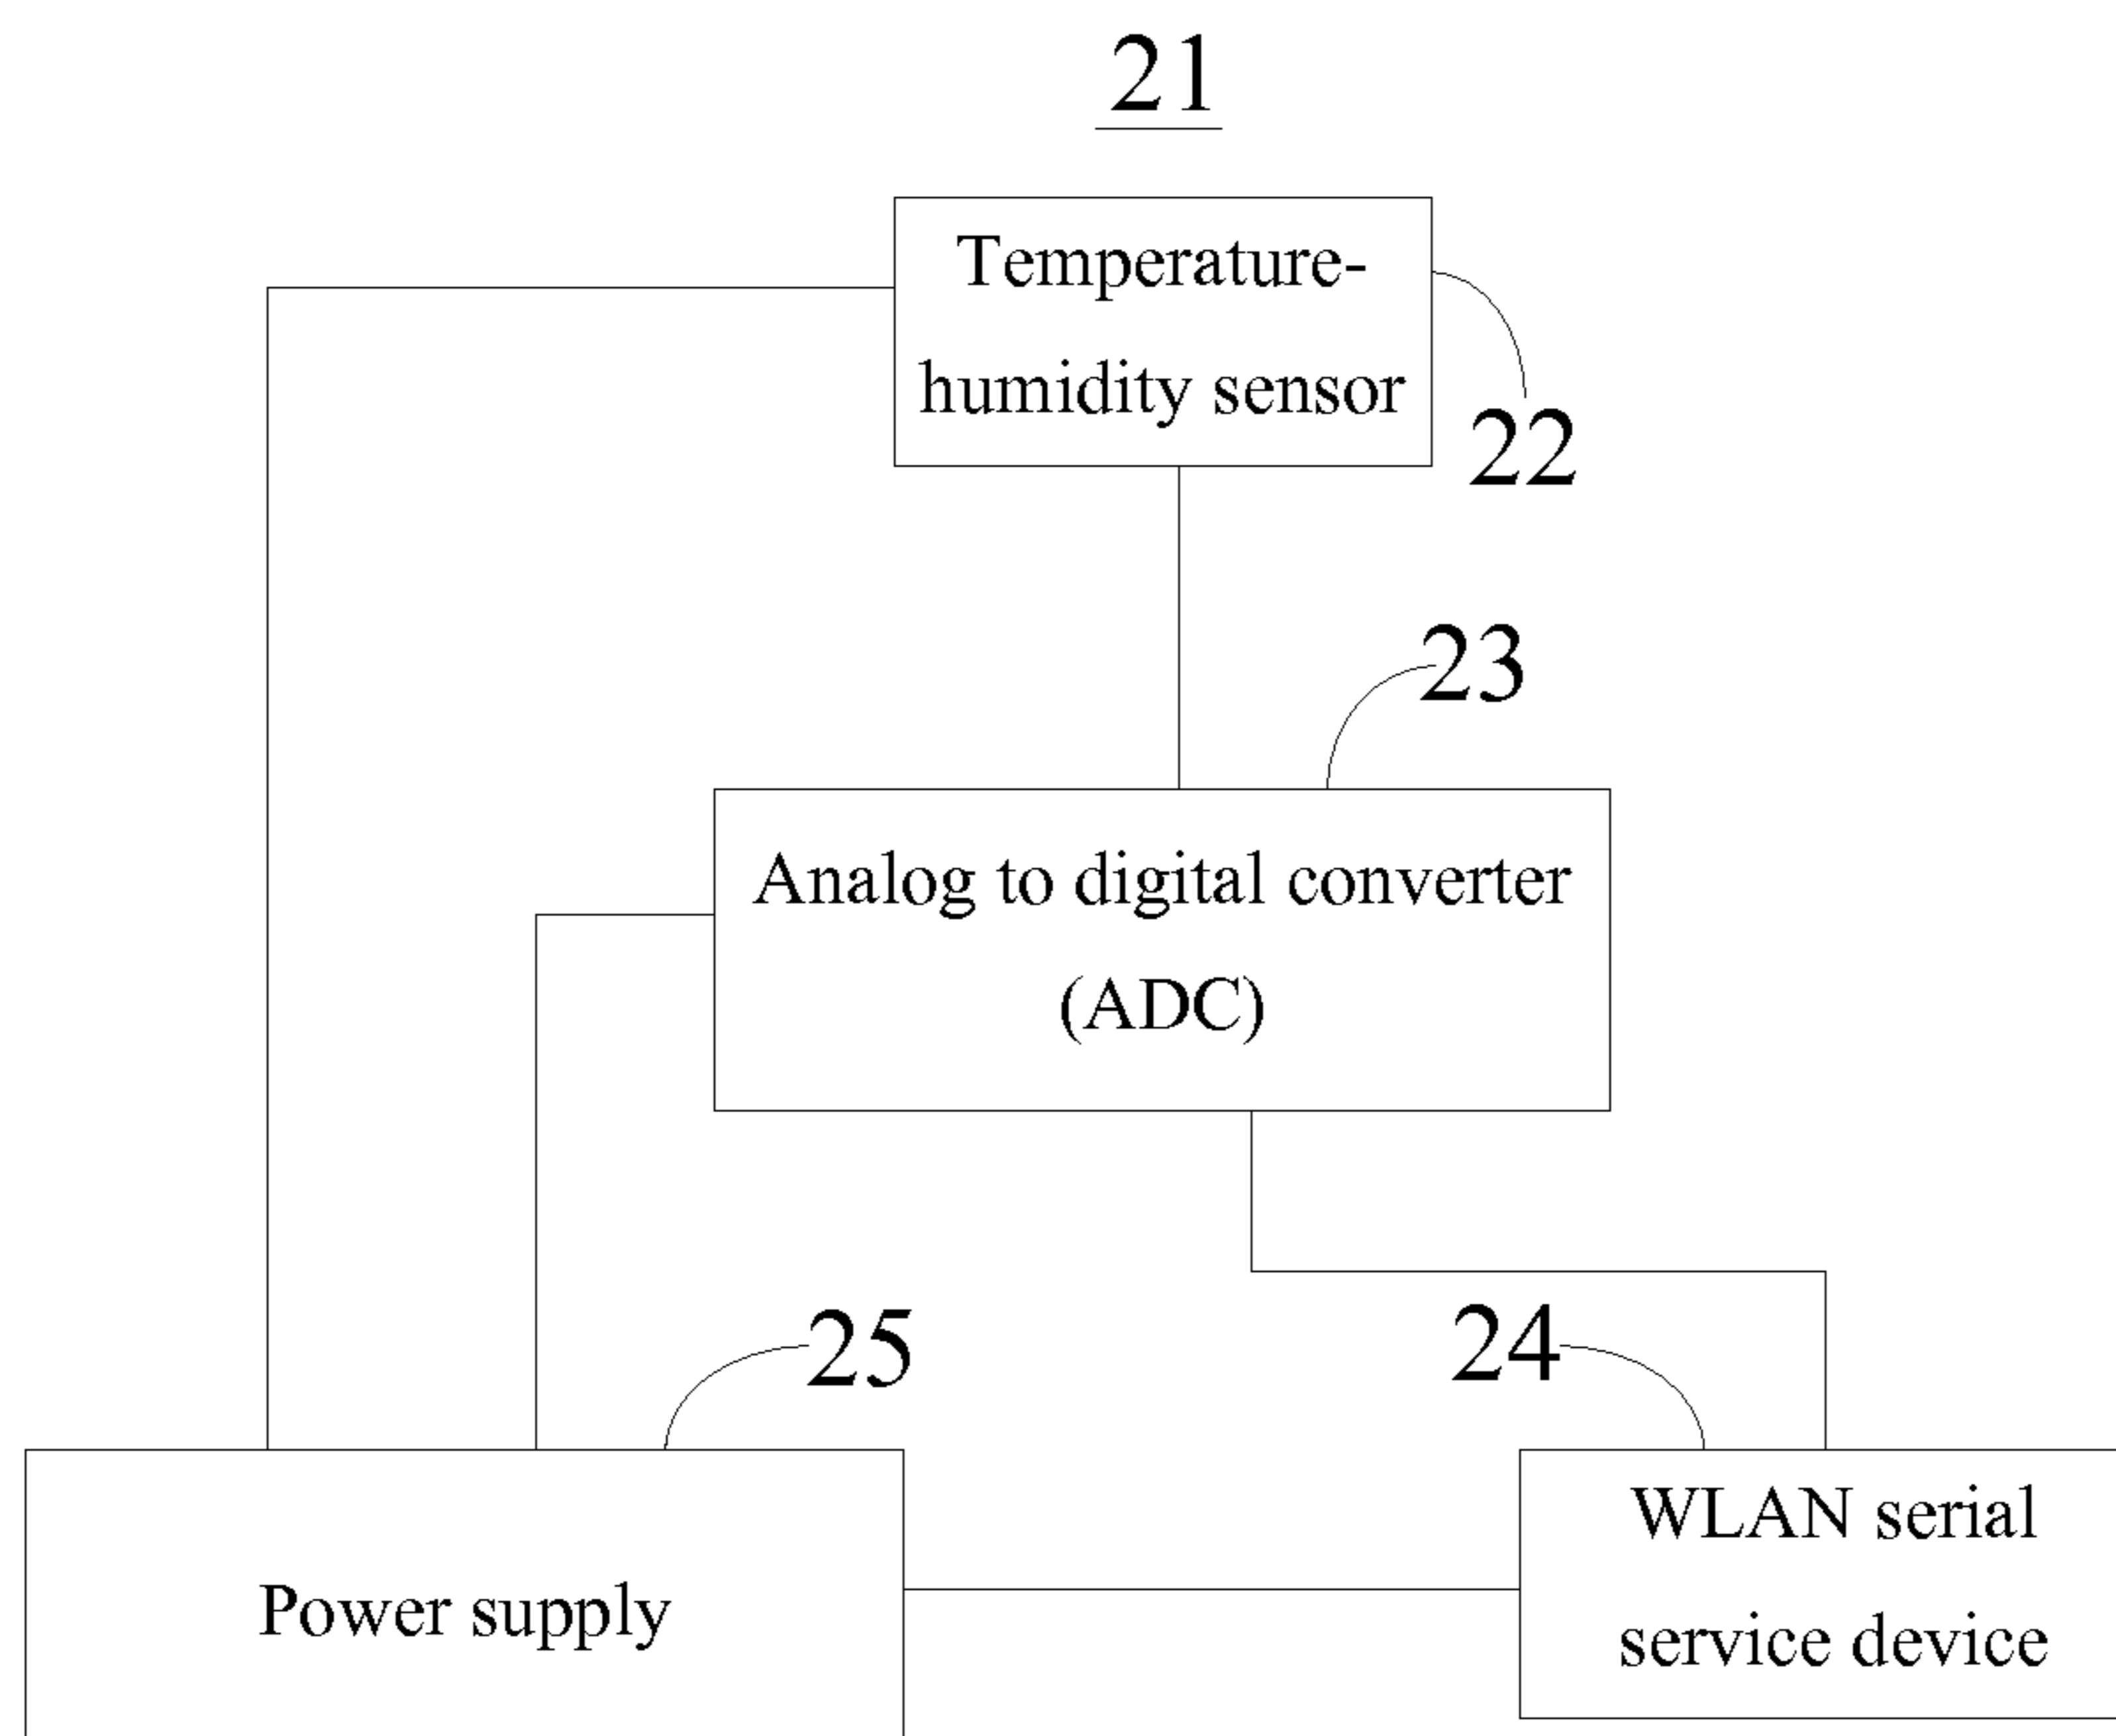 21
Temperature-
humidity sensor
22
23
Analog to digital converter
(ADC)
25
24
Power supply
WLAN serial
service device